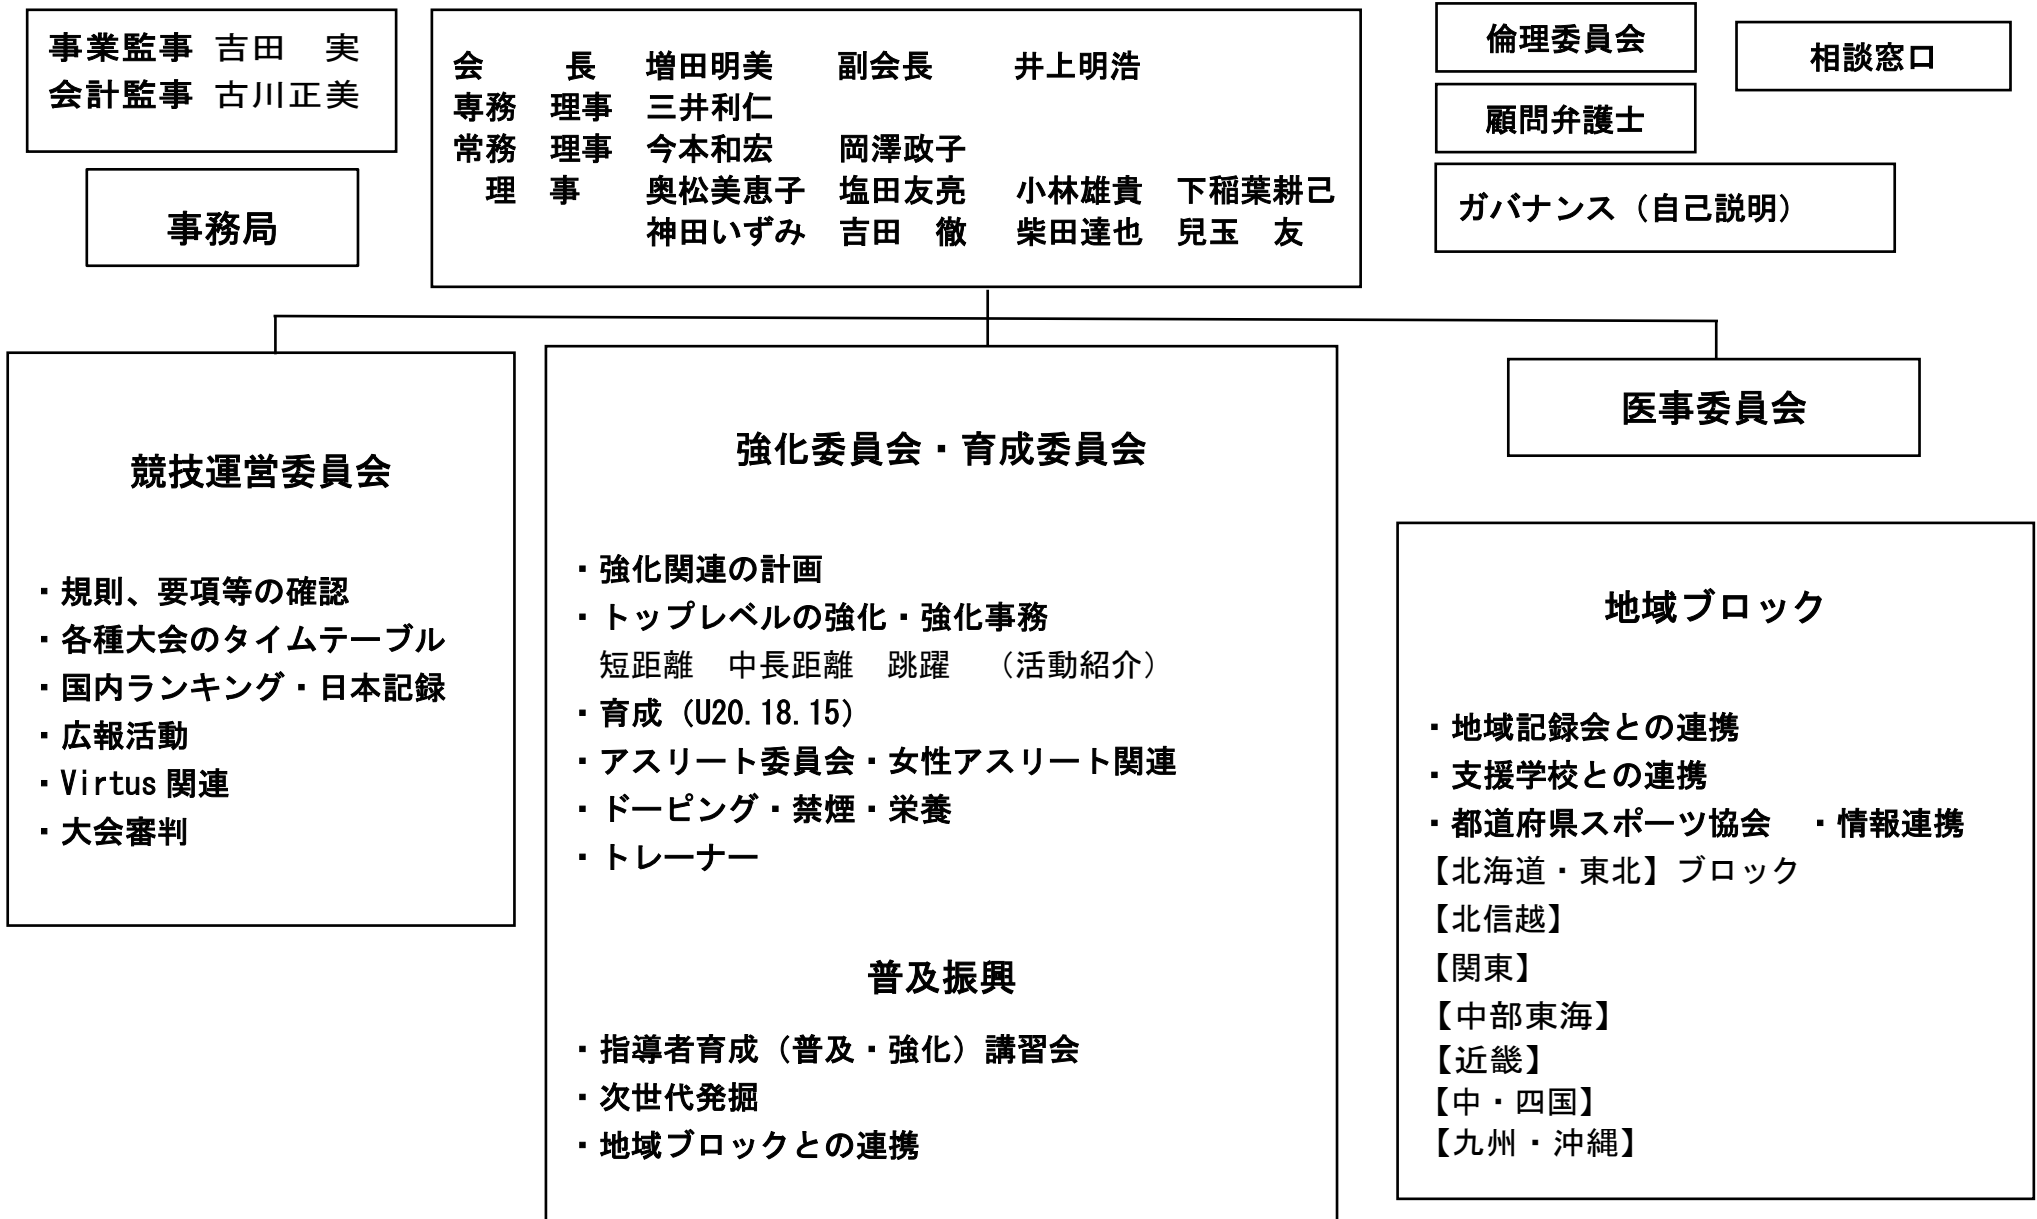 事業監事 吉田　実
会計監事 古川正美
事務局
会　　長　増田明美　副会長　井上明浩
専務　理事　三井利仁
常務　理事　今本和宏　岡澤政子
理　事　奥松美恵子　塩田友亮　小林雄貴　下稲葉耕己
神田いずみ　吉田　徹　柴田達也　兒玉　友
倫理委員会
相談窓口
顧問弁護士
ガバナンス（自己説明）
競技運営委員会
・規則、要項等の確認
・各種大会のタイムテーブル
・国内ランキング・日本記録
・広報活動
・Virtus 関連
・大会審判
強化委員会・育成委員会
・強化関連の計画
・トップレベルの強化・強化事務
短距離　中長距離　跳躍　（活動紹介）
・育成（U20.18.15）
・アスリート委員会・女性アスリート関連
・ドーピング・禁煙・栄養
・トレーナー
普及振興
・指導者育成（普及・強化）講習会
・次世代発掘
・地域ブロックとの連携
医事委員会
地域ブロック
・地域記録会との連携
・支援学校との連携
・都道府県スポーツ協会　・情報連携
【北海道・東北】ブロック
【北信越】
【関東】
【中部東海】
【近畿】
【中・四国】
【九州・沖縄】